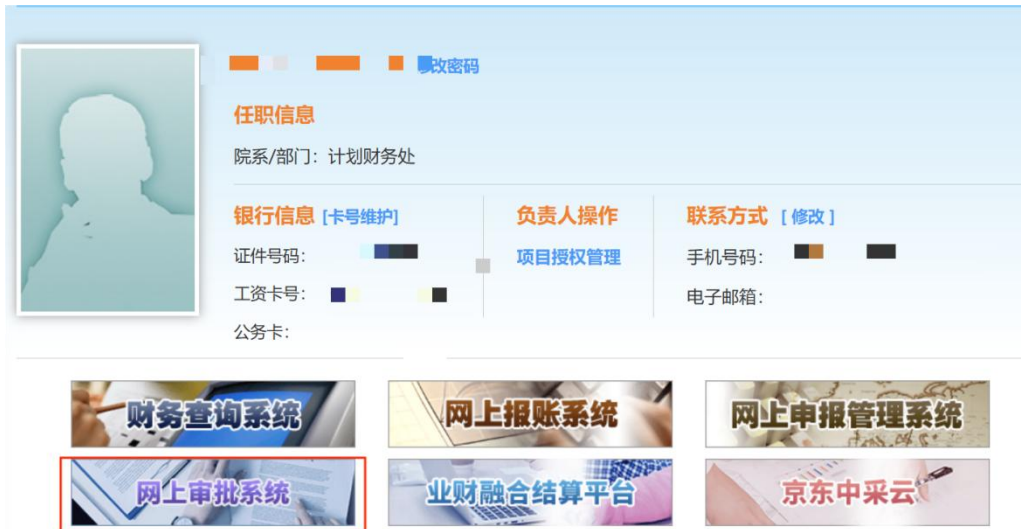 改密码
任职信息
院系/部门：计划财务处
银行信息 [卡号维护] 负责人操作 联系方式 [ 修改 ]
证件号码： 项目授权管理 手机号码：
工资卡号： 电子邮箱：
公务卡：
财务查询系统 网上报账系统 网上申报管理系统
网上审批系统 业财融合结算平台 京东中采云